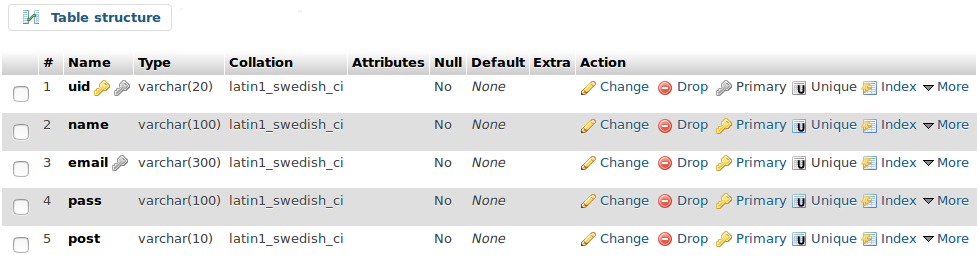 Table structure
# Name Type Collation Attributes Null Default Extra Action
1 uid varchar(20) latin1_swedish_ci No None Change Drop Primary Unique Index More
2 name varchar(100) latin1_swedish_ci No None Change Drop Primary Unique Index More
3 email varchar(300) latin1_swedish_ci No None Change Drop Primary Unique Index More
4 pass varchar(100) latin1_swedish_ci No None Change Drop Primary Unique Index More
5 post varchar(10) latin1_swedish_ci No None Change Drop Primary Unique Index More